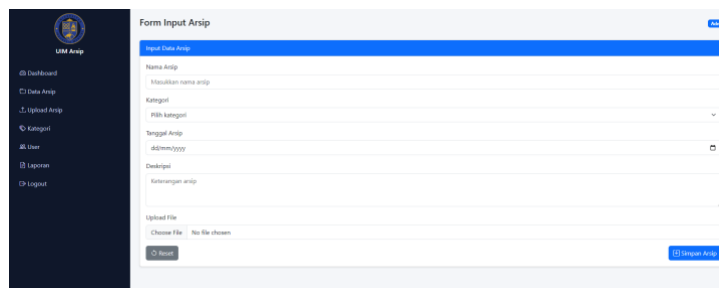 UIM Arsip
Dashboard
Data Arsip
Upload Arsip
Kategori
User
Laporan
Logout
Form Input Arsip
Input Data Arsip
Nama Arsip
Masukkan nama arsip
Kategori
Pilih kategori
Tanggal Arsip
dd/mm/yyyy
Deskripsi
Keterangan arsip
Upload File
Choose File No file chosen
Reset
Simpan Arsip